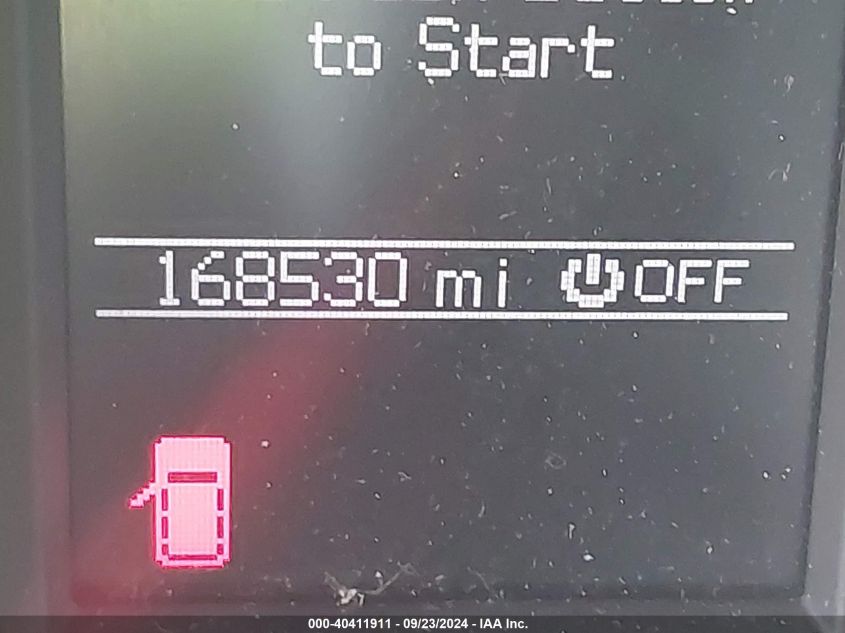 to Start
168530 mi OFF
000-40411911 - 09/23/2024 - IAA Inc.